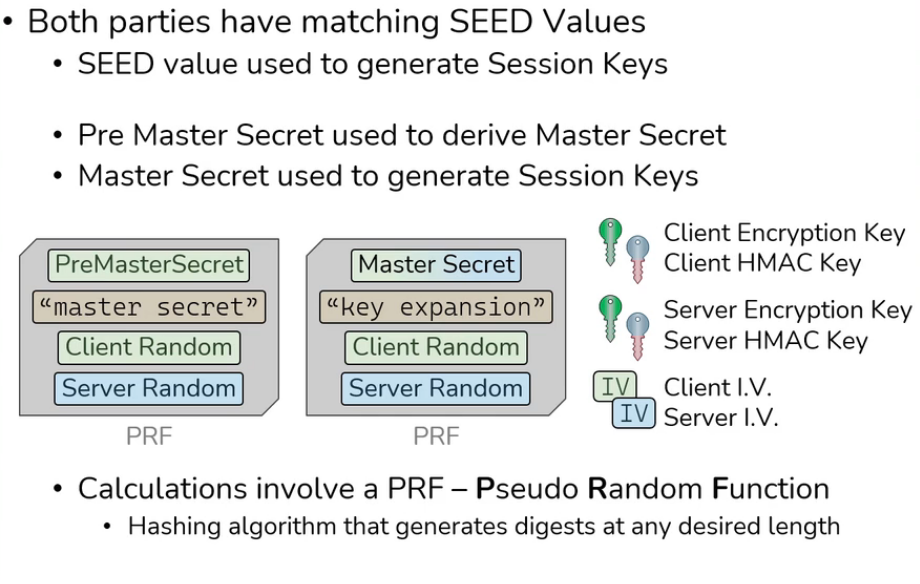 • Both parties have matching SEED Values
• SEED value used to generate Session Keys
• Pre Master Secret used to derive Master Secret
• Master Secret used to generate Session Keys
PreMasterSecret
“master secret”
Client Random
Server Random
PRF
Master Secret
“key expansion”
Client Random
Server Random
PRF
Client Encryption Key
Client HMAC Key
Server Encryption Key
Server HMAC Key
IV
Client I.V.
IV
Server I.V.
• Calculations involve a PRF – Pseudo Random Function
• Hashing algorithm that generates digests at any desired length